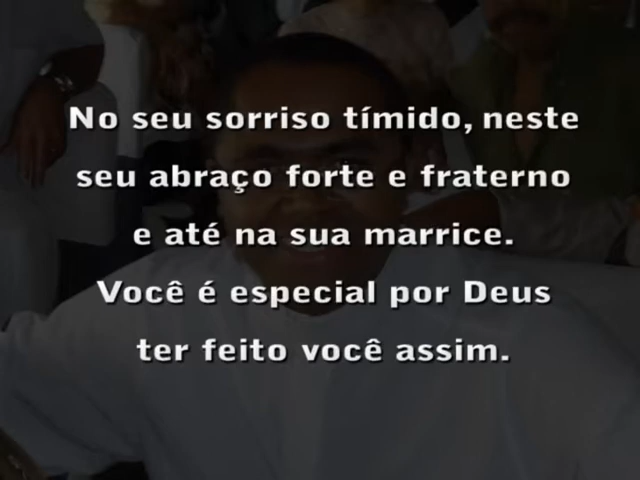 No seu sorriso tímido, neste
seu abraço forte e fraterno
e até na sua marrice.
Você é especial por Deus
ter feito você assim.